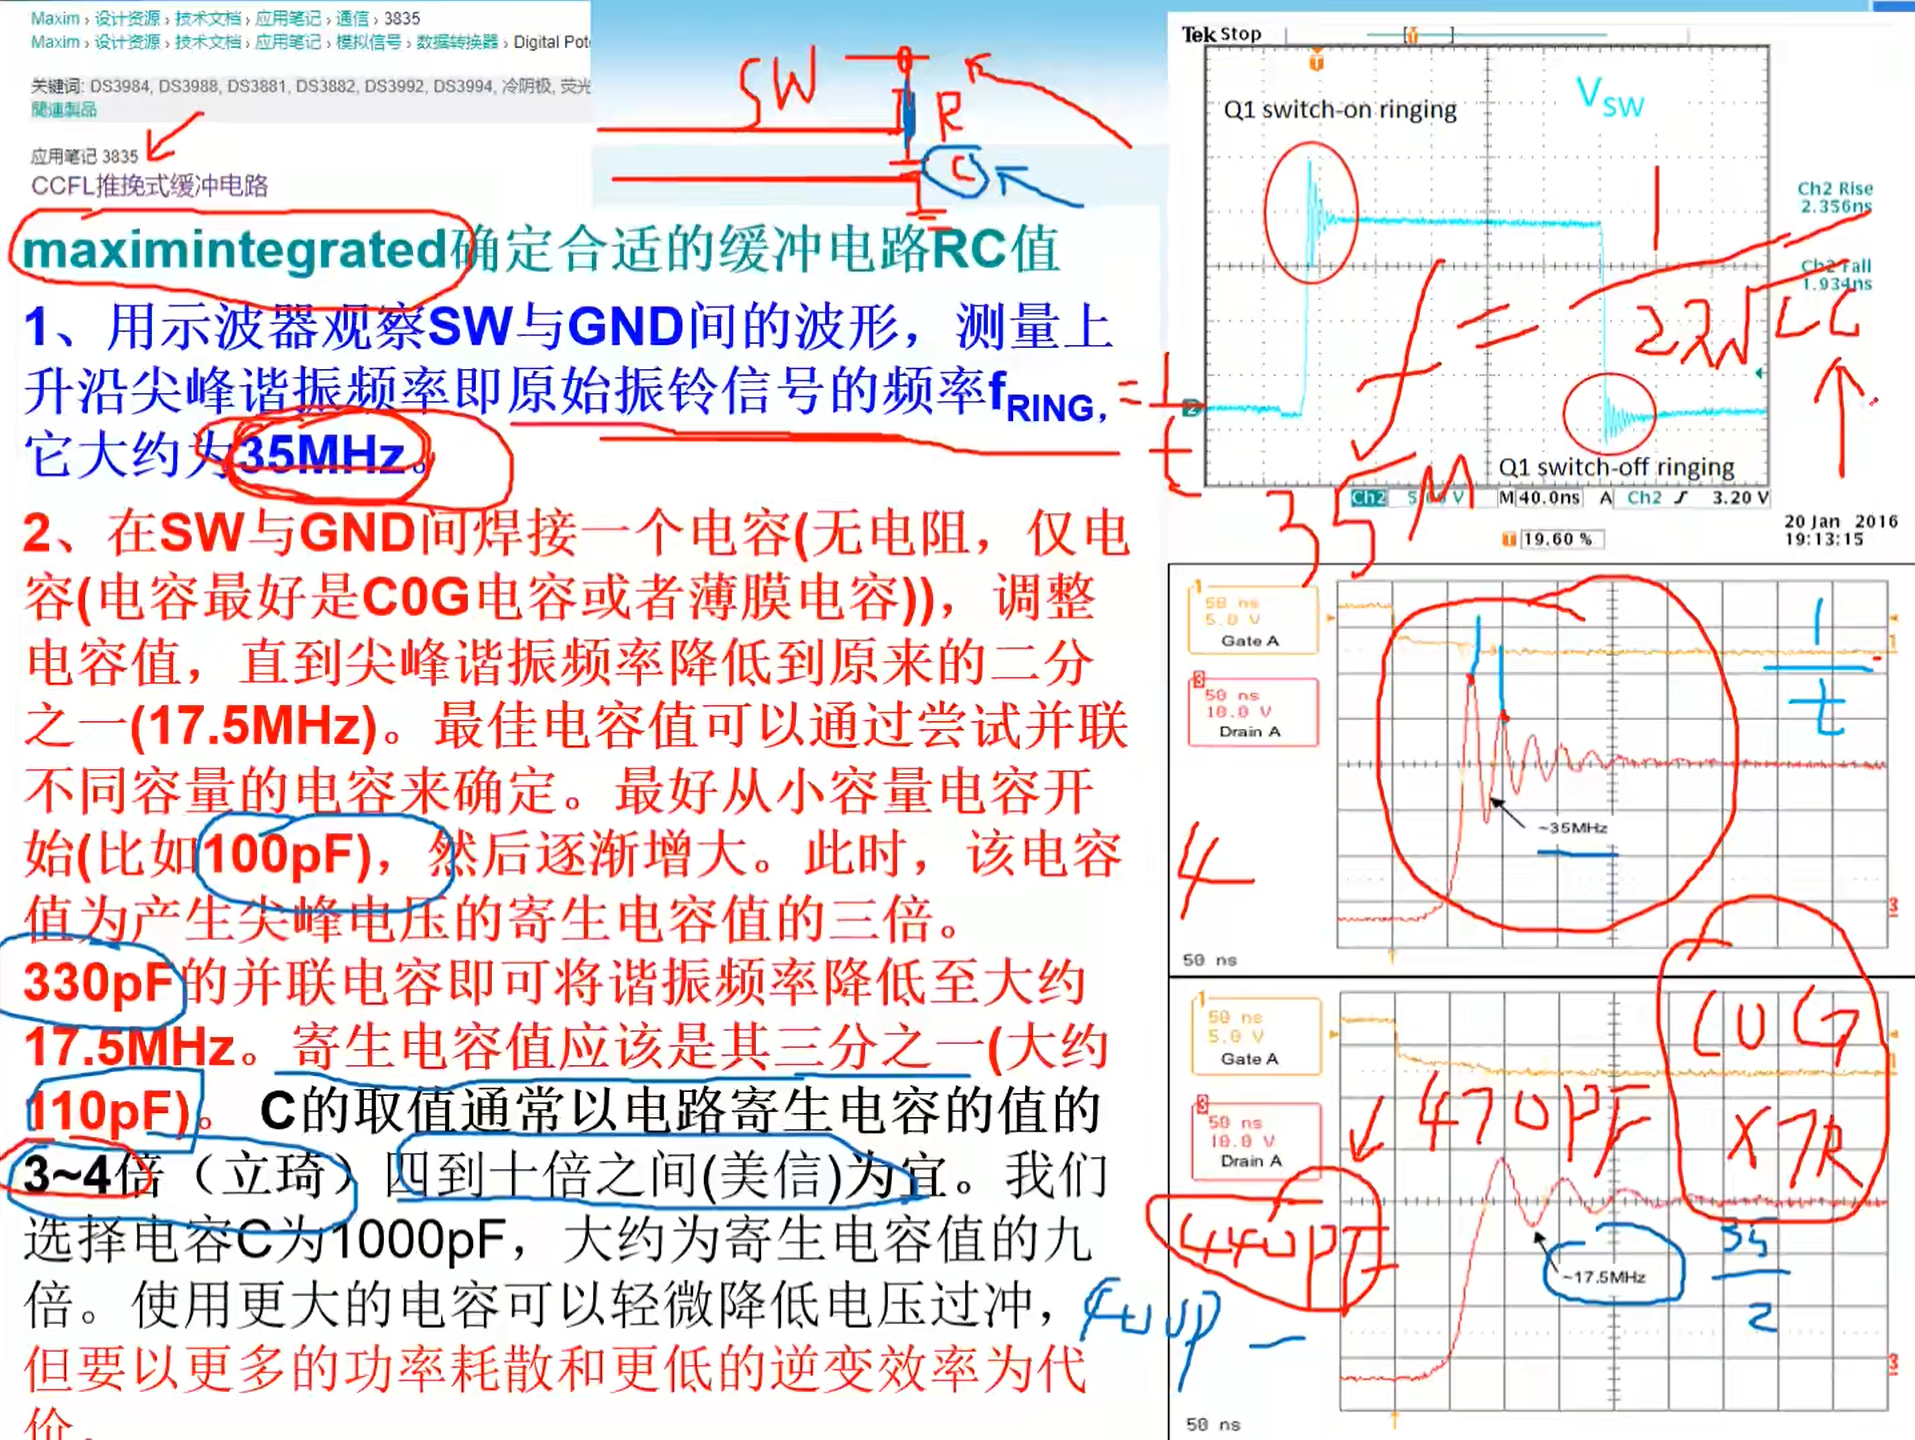 Maxim > 设计资源 > 技术文档 > 应用笔记 > 通信 > 3835
Maxim > 设计资源 > 技术文档 > 应用笔记 > 模拟信号 > 数据转换器 > Digital Pot
关键词: DS3984, DS3988, DS3881, DS3882, DS3992, DS3994, 冷阴极, 荧光
関連製品
应用笔记 3835
CCFL推挽式缓冲电路
SW
R
C
maximintegrated确定合适的缓冲电路RC值
1、用示波器观察SW与GND间的波形，测量上
升沿尖峰谐振频率即原始振铃信号的频率fRING，
它大约为35MHz。
= 1
t
2、在SW与GND间焊接一个电容(无电阻，仅电
容(电容最好是C0G电容或者薄膜电容))，调整
电容值，直到尖峰谐振频率降低到原来的二分
之一(17.5MHz)。最佳电容值可以通过尝试并联
不同容量的电容来确定。最好从小容量电容开
始(比如100pF)，然后逐渐增大。此时，该电容
值为产生尖峰电压的寄生电容值的三倍。
330pF的并联电容即可将谐振频率降低至大约
17.5MHz。寄生电容值应该是其三分之一(大约
110pF)。C的取值通常以电路寄生电容的值的
3~4倍（立琦）四到十倍之间(美信)为宜。我们
选择电容C为1000pF，大约为寄生电容值的九
倍。使用更大的电容可以轻微降低电压过冲，
但要以更多的功率耗散和更低的逆变效率为代
价。
Tek Stop
Q1 switch-on ringing
VSW
Ch2 Rise
2.356ns
Ch2 Fall
1.934ns
f = 1
2π√LC
2
Q1 switch-off ringing
Ch2 5.00 V M 40.0ns A Ch2 3.20 V
35M
19.60 %
20 Jan 2016
19:13:15
1
50 ns
5.0 V
Gate A
3
50 ns
10.0 V
Drain A
1
t
1
~35MHz
4
3
50 ns
1
50 ns
5.0 V
Gate A
3
50 ns
10.0 V
Drain A
C0G
X7R
470PF
440PF
400P
~17.5MHz
35
2
3
50 ns